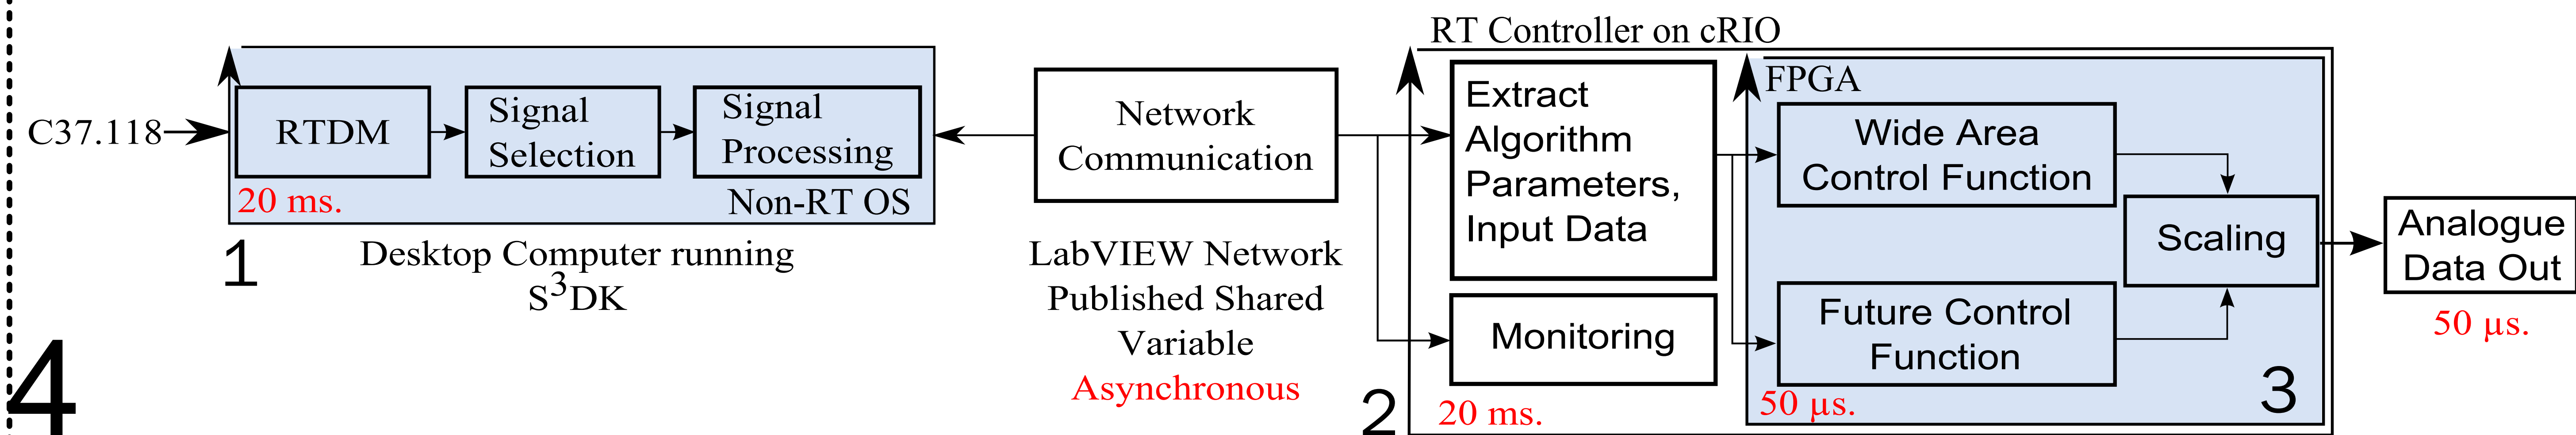 C37.118
RTDM
Signal
Selection
Signal
Processing
20 ms.
Non-RT OS
1
Desktop Computer running
S³DK
4
Network
Communication
LabVIEW Network
Published Shared
Variable
Asynchronous
RT Controller on cRIO
Extract
Algorithm
Parameters,
Input Data
Monitoring
2
20 ms.
FPGA
Wide Area
Control Function
Future Control
Function
Scaling
50 µs.
3
Analogue
Data Out
50 µs.